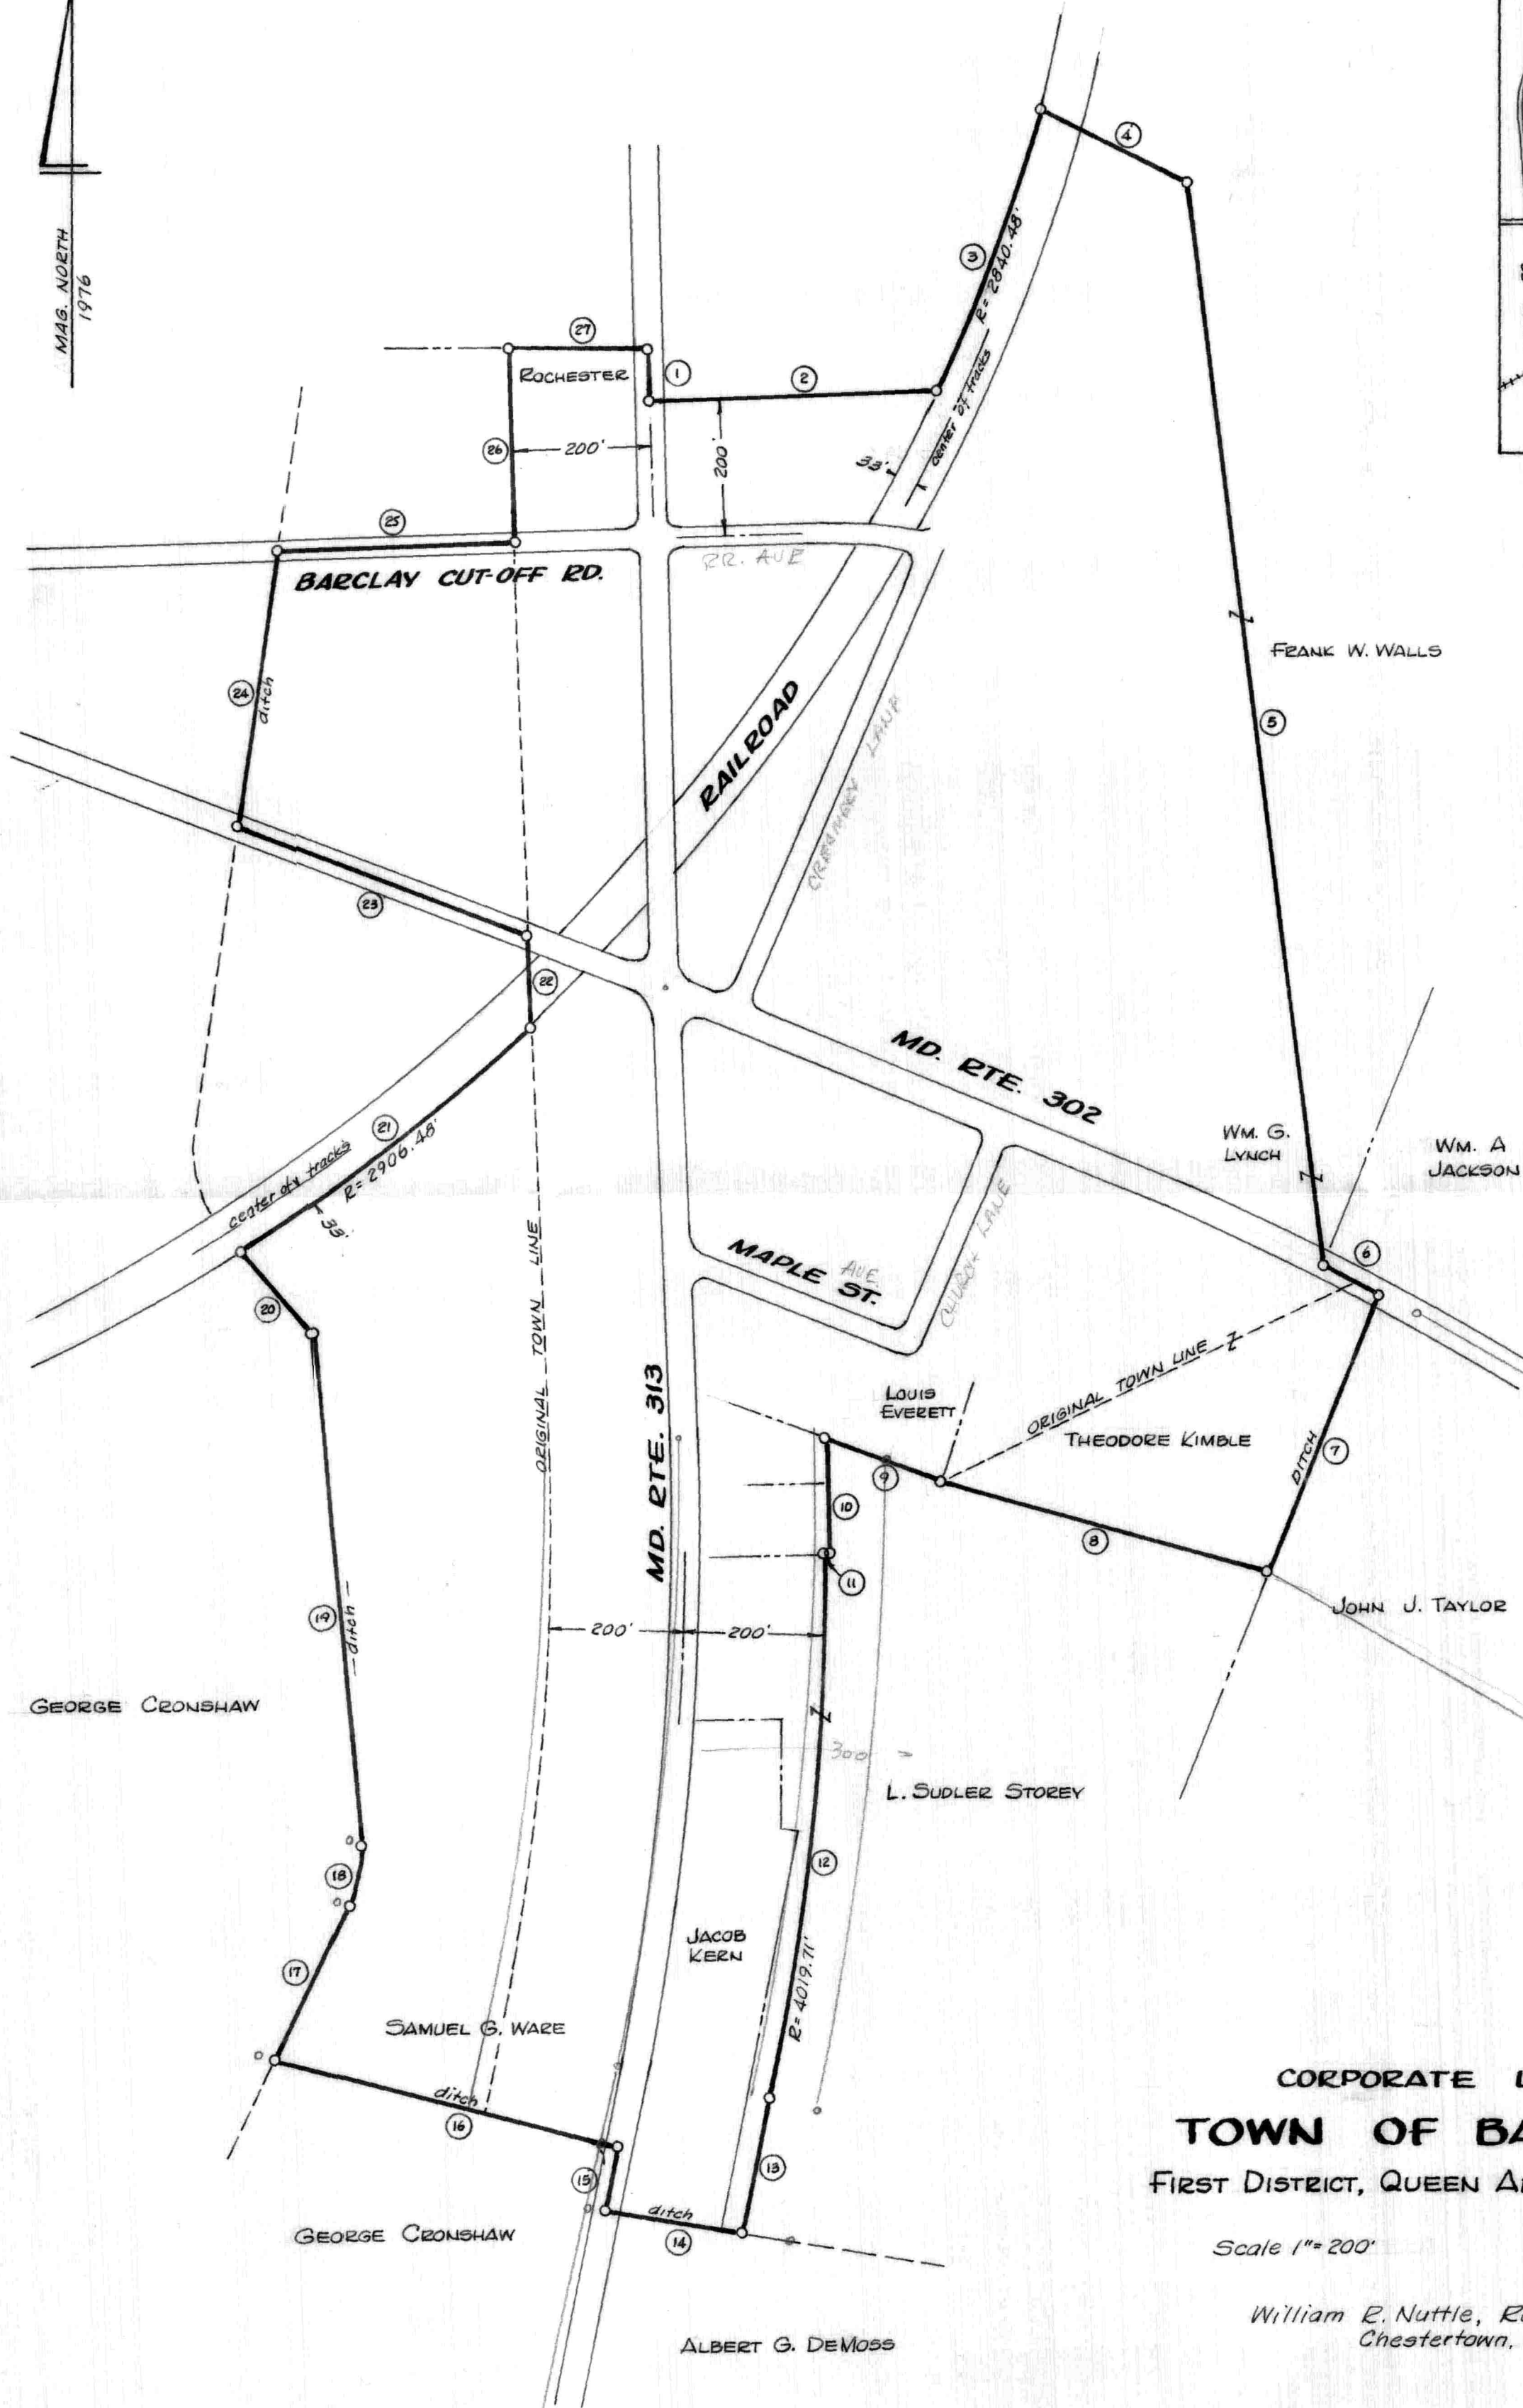 MAG. NORTH
1976
4
3
R= 2840.48'
center of tracks
33'
27
ROCHESTER
1
2
26
200'
200'
25
BARCLAY CUT-OFF RD.
RR. AVE
FRANK W. WALLS
24
ditch
RAILROAD
CREAMERY LANE
5
23
22
MD. RTE. 302
21
center of tracks
R= 2906.48'
33'
WM. G.
LYNCH
WM. A
JACKSON
ORIGINAL TOWN LINE
MAPLE ST.
AVE.
CHURCH LANE
6
20
MD. RTE. 313
LOUIS
EVERETT
ORIGINAL TOWN LINE
THEODORE KIMBLE
DITCH
7
9
10
8
11
JOHN J. TAYLOR
19
ditch
200'
200'
GEORGE CRONSHAW
300
L. SUDLER STOREY
12
18
JACOB
KERN
17
R= 4019.71'
SAMUEL G. WARE
ditch
16
CORPORATE
TOWN OF BA
FIRST DISTRICT, QUEEN A
15
13
ditch
14
GEORGE CRONSHAW
Scale 1"= 200'
William R. Nuttle, R
Chestertown,
ALBERT G. DEMOSS